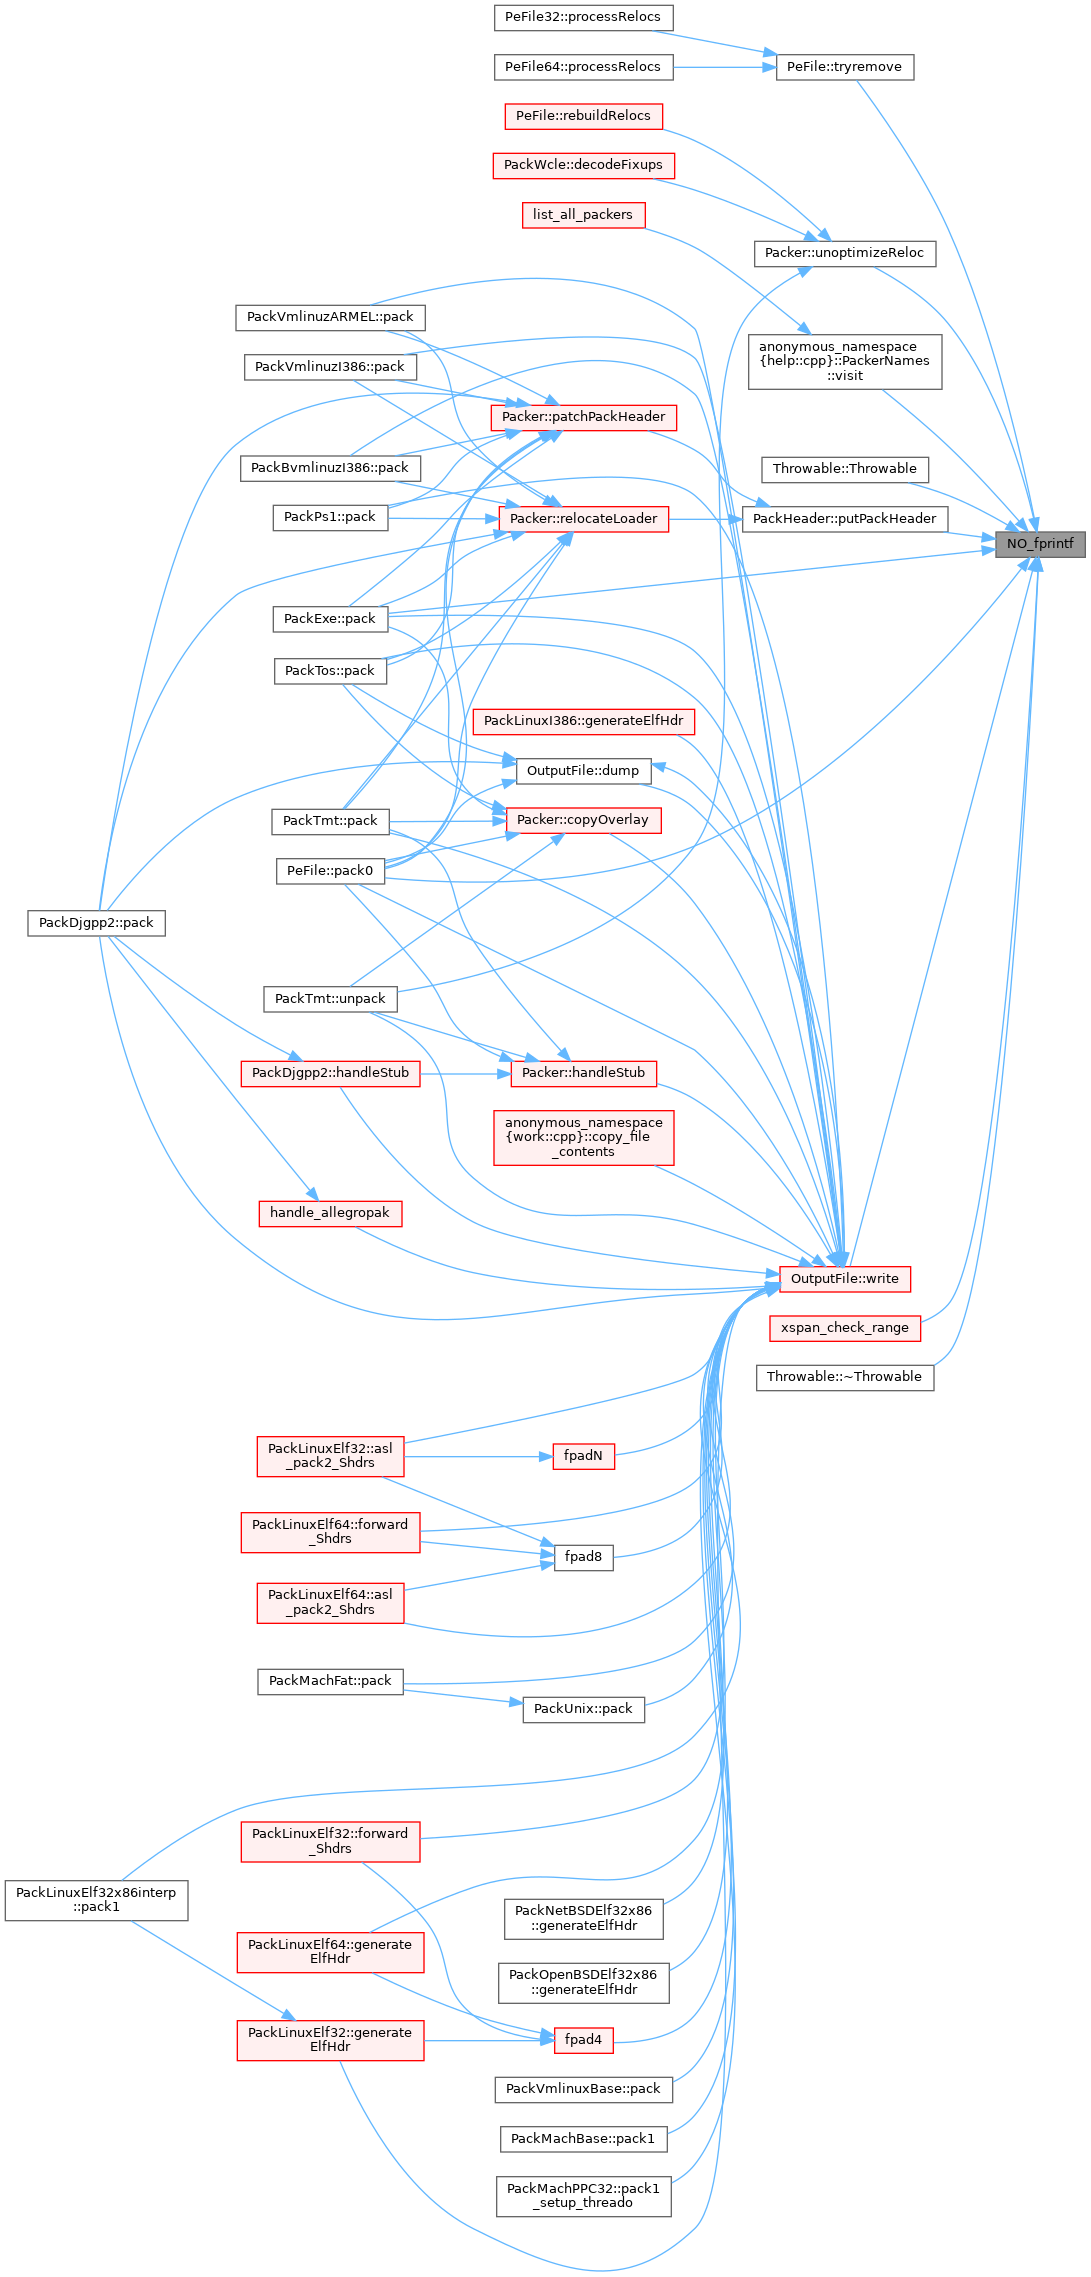 PeFile32::processRelocs
PeFile64::processRelocs
PeFile::tryremove
PeFile::rebuildRelocs
PackWcle::decodeFixups
list_all_packers
Packer::unoptimizeReloc
PackVmlinuzARMEL::pack
anonymous_namespace
{help::cpp}::PackerNames
::visit
PackVmlinuzI386::pack
Packer::patchPackHeader
PackBvmlinuzI386::pack
Throwable::Throwable
PackPs1::pack
Packer::relocateLoader
PackHeader::putPackHeader
NO_fprintf
PackExe::pack
PackTos::pack
PackLinuxI386::generateElfHdr
OutputFile::dump
PackTmt::pack
Packer::copyOverlay
PeFile::pack0
PackDjgpp2::pack
PackTmt::unpack
PackDjgpp2::handleStub
Packer::handleStub
anonymous_namespace
{work::cpp}::copy_file
_contents
handle_allegropak
OutputFile::write
xspan_check_range
Throwable::~Throwable
PackLinuxElf32::asl
_pack2_Shdrs
fpadN
PackLinuxElf64::forward
_Shdrs
fpad8
PackLinuxElf64::asl
_pack2_Shdrs
PackMachFat::pack
PackUnix::pack
PackLinuxElf32::forward
_Shdrs
PackLinuxElf32x86interp
::pack1
PackNetBSDElf32x86
::generateElfHdr
PackLinuxElf64::generate
ElfHdr
PackOpenBSDElf32x86
::generateElfHdr
PackLinuxElf32::generate
ElfHdr
fpad4
PackVmlinuxBase::pack
PackMachBase::pack1
PackMachPPC32::pack1
_setup_threado